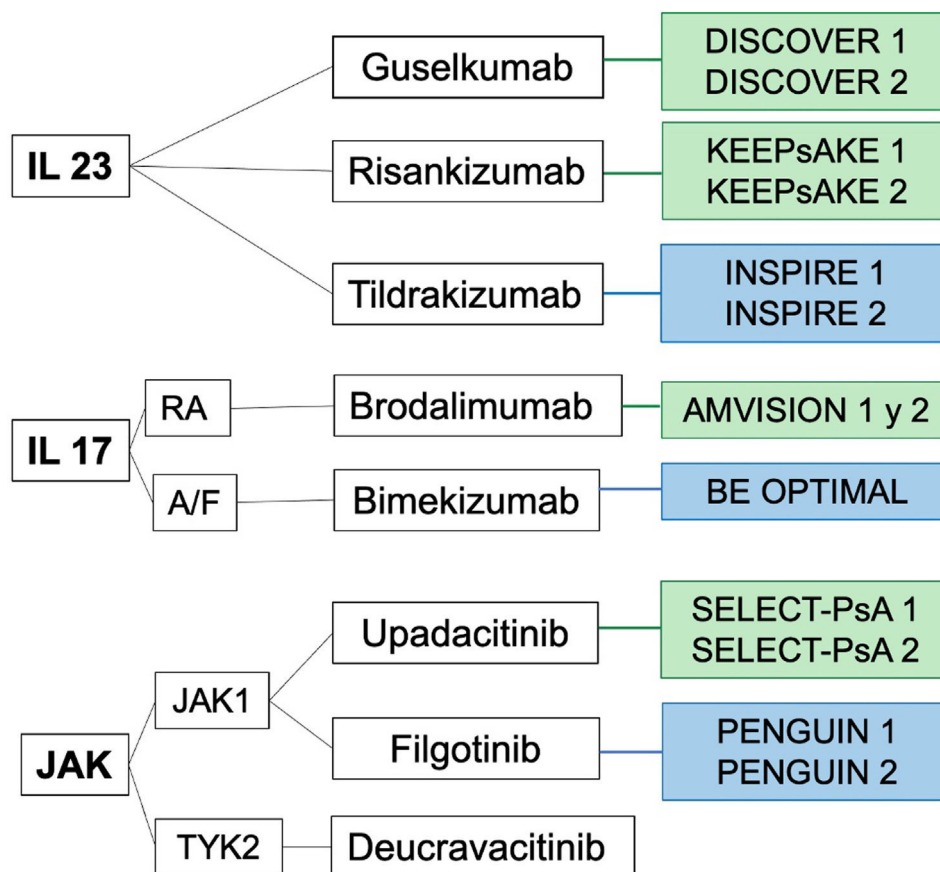 IL 23
Guselkumab
DISCOVER 1
DISCOVER 2
Risankizumab
KEEPsAKE 1
KEEPsAKE 2
Tildrakizumab
INSPIRE 1
INSPIRE 2
IL 17
RA
Brodalimumab
AMVISION 1 y 2
A/F
Bimekizumab
BE OPTIMAL
JAK
JAK1
Upadacitinib
SELECT-PsA 1
SELECT-PsA 2
Filgotinib
PENGUIN 1
PENGUIN 2
TYK2
Deucravacitinib